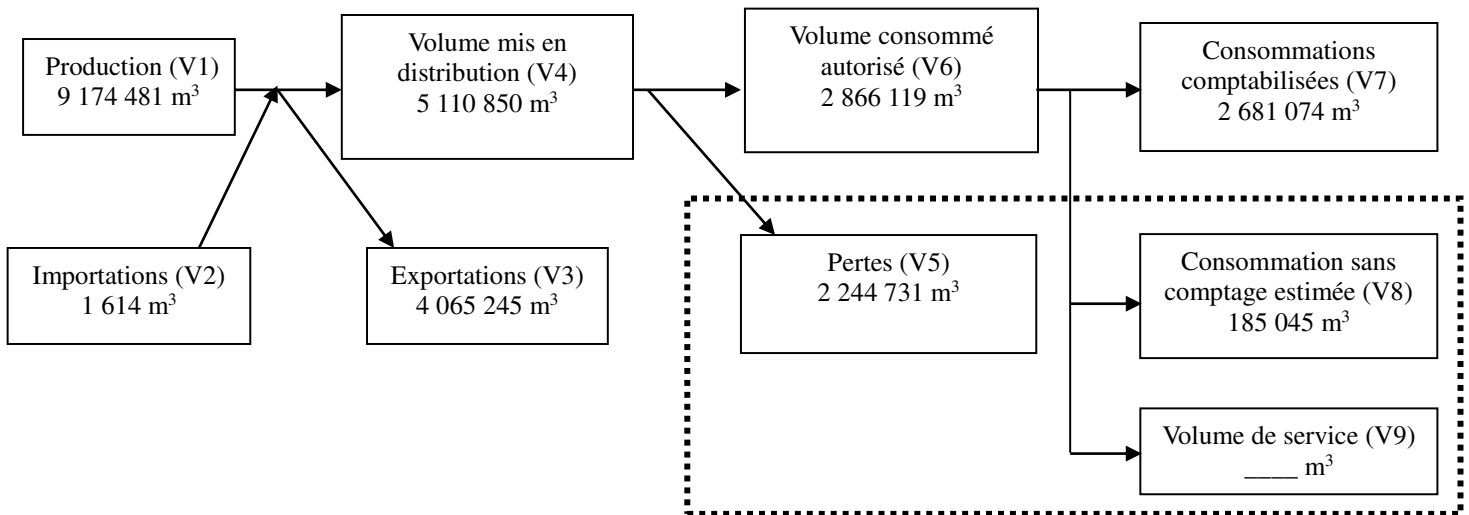 Production (V1)
9 174 481 m³
Volume mis en
distribution (V4)
5 110 850 m³
Volume consommé
autorisé (V6)
2 866 119 m³
Consommations
comptabilisées (V7)
2 681 074 m³
Importations (V2)
1 614 m³
Exportations (V3)
4 065 245 m³
Pertes (V5)
2 244 731 m³
Consommation sans
comptage estimée (V8)
185 045 m³
Volume de service (V9)
____ m³